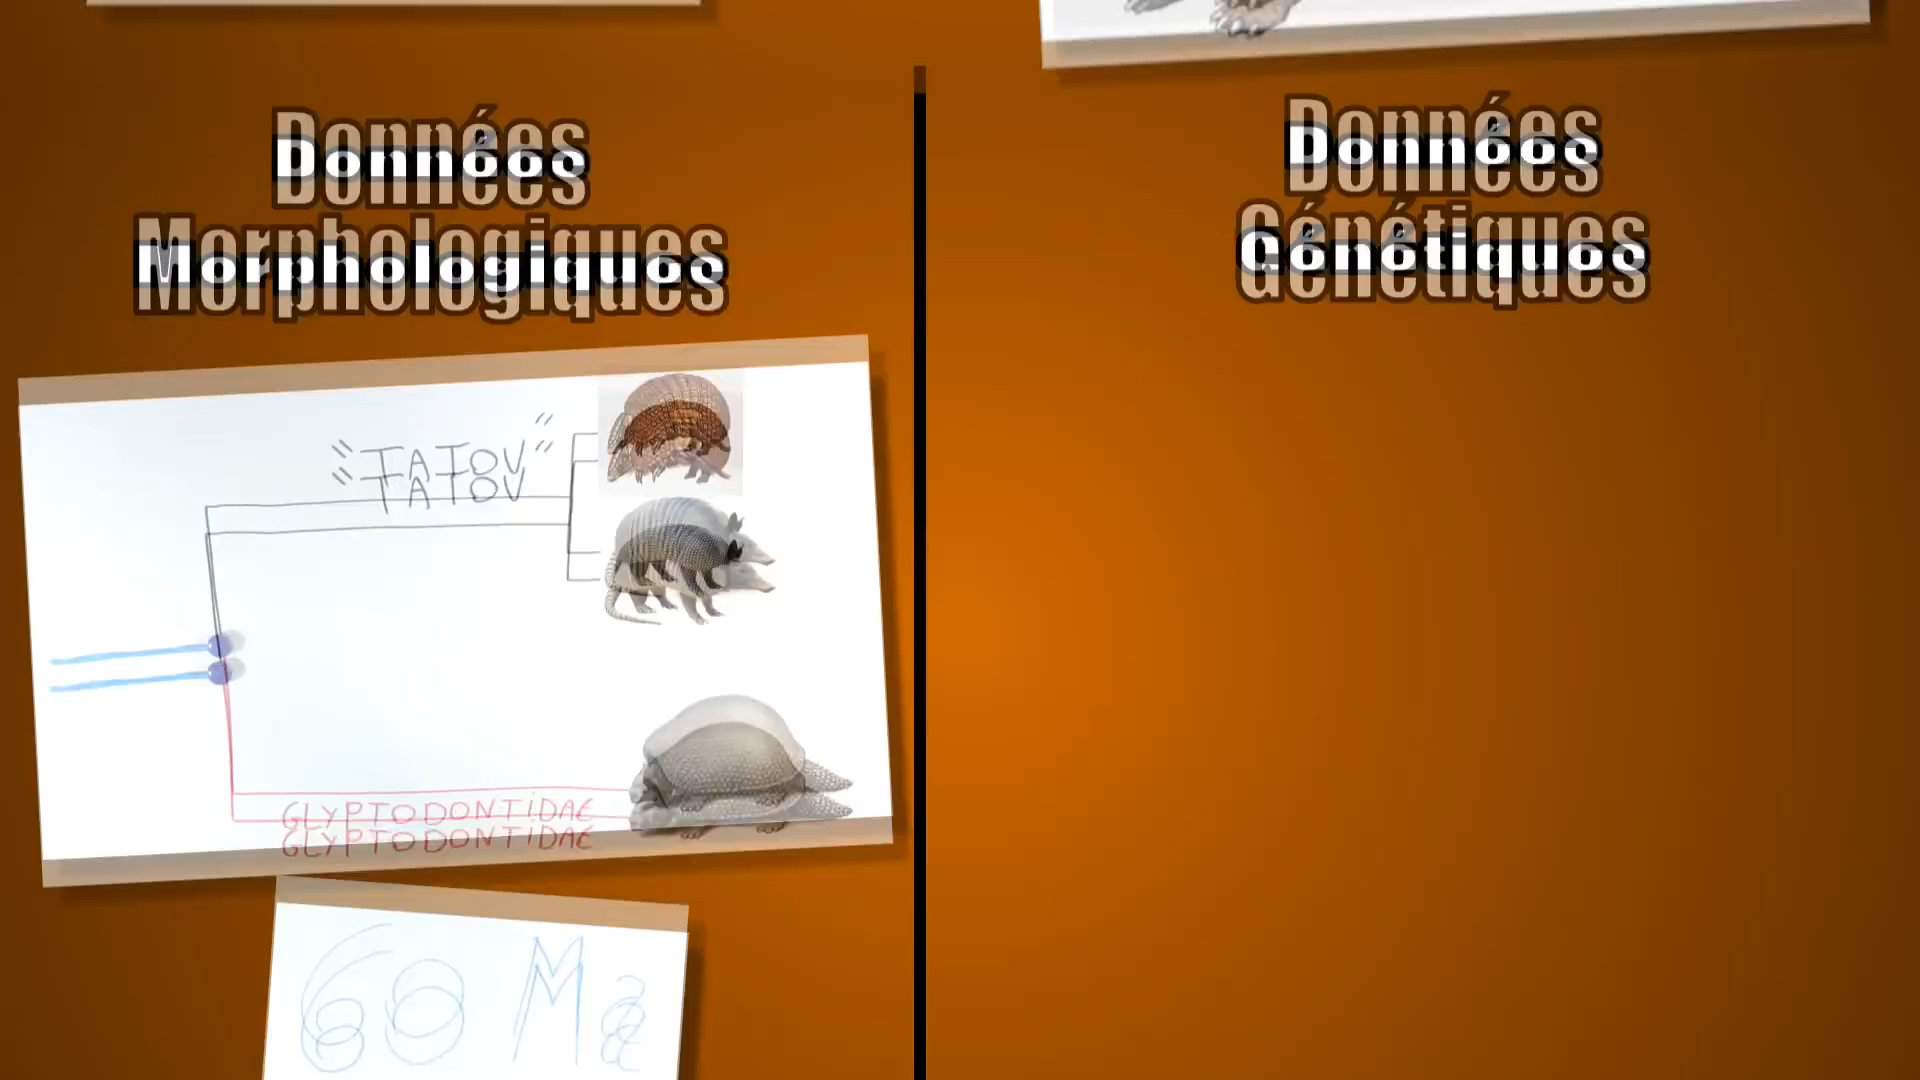 Données
Morphologiques
Données
Génétiques
"TATOU"
GLYPTODONTIDAE
60 Ma